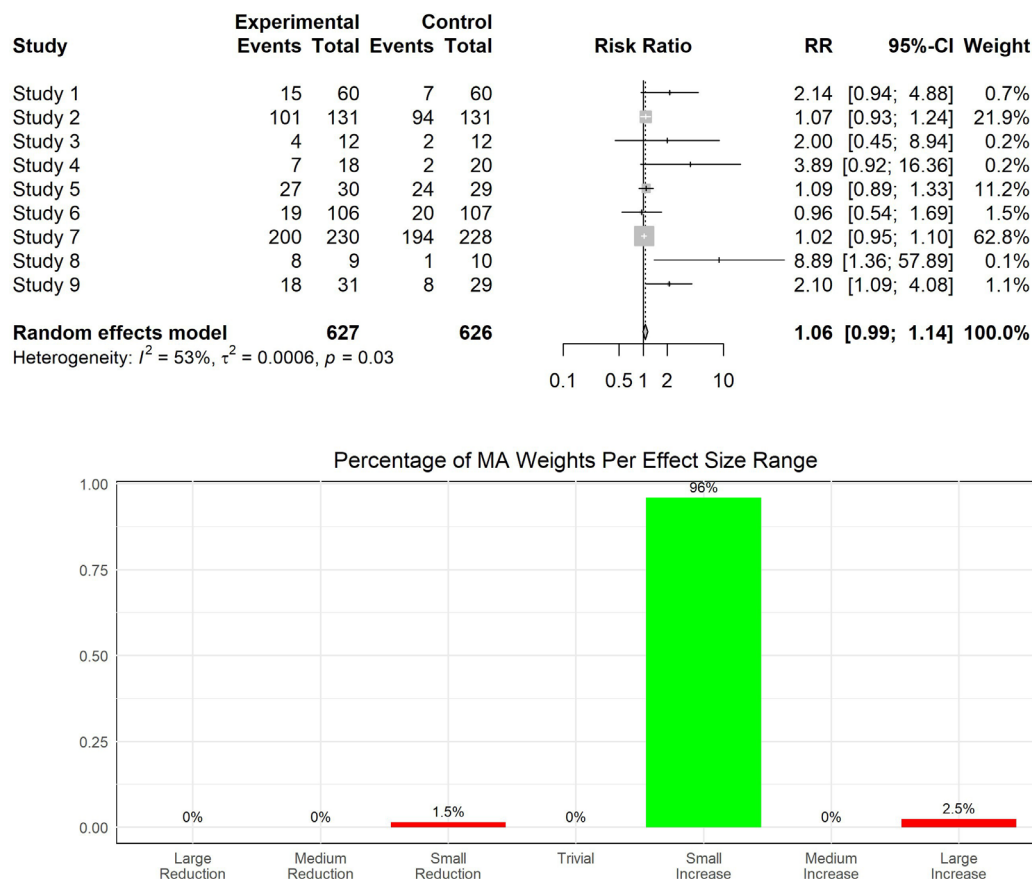 Experimental Control
Study Events Total Events Total Risk Ratio RR 95%-CI Weight
Study 1 15 60 7 60 2.14 [0.94; 4.88] 0.7%
Study 2 101 131 94 131 1.07 [0.93; 1.24] 21.9%
Study 3 4 12 2 12 2.00 [0.45; 8.94] 0.2%
Study 4 7 18 2 20 3.89 [0.92; 16.36] 0.2%
Study 5 27 30 24 29 1.09 [0.89; 1.33] 11.2%
Study 6 19 106 20 107 0.96 [0.54; 1.69] 1.5%
Study 7 200 230 194 228 1.02 [0.95; 1.10] 62.8%
Study 8 8 9 1 10 8.89 [1.36; 57.89] 0.1%
Study 9 18 31 8 29 2.10 [1.09; 4.08] 1.1%
Random effects model 627 626 1.06 [0.99; 1.14] 100.0%
Heterogeneity: I² = 53%, τ² = 0.0006, p = 0.03
0.1 0.5 1 2 10
Percentage of MA Weights Per Effect Size Range
1.00
96%
0.75
0.50
0.25
0% 0% 1.5% 0% 0% 2.5%
0.00
Large Medium Small Trivial Small Medium Large
Reduction Reduction Reduction Increase Increase Increase